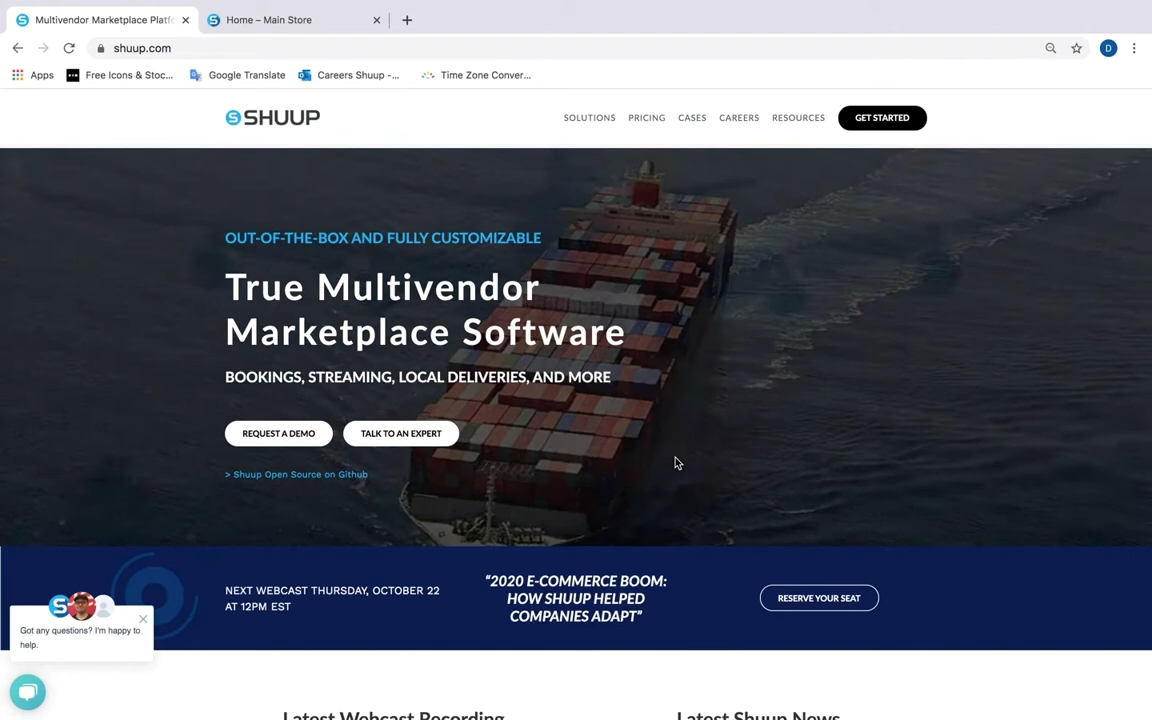 Multivendor Marketplace Platfo
Home – Main Store
shuup.com
D
Apps
Free Icons & Stoc...
Google Translate
Careers Shuup -...
Time Zone Conver...
SHUUP
SOLUTIONS
PRICING
CASES
CAREERS
RESOURCES
GET STARTED
OUT-OF-THE-BOX AND FULLY CUSTOMIZABLE
True Multivendor
Marketplace Software
BOOKINGS, STREAMING, LOCAL DELIVERIES, AND MORE
REQUEST A DEMO
TALK TO AN EXPERT
> Shuup Open Source on Github
NEXT WEBCAST THURSDAY, OCTOBER 22
AT 12PM EST
"2020 E-COMMERCE BOOM:
HOW SHUUP HELPED
COMPANIES ADAPT"
RESERVE YOUR SEAT
Got any questions? I'm happy to
help.
Latest Webcast Recording
Latest Shuup News